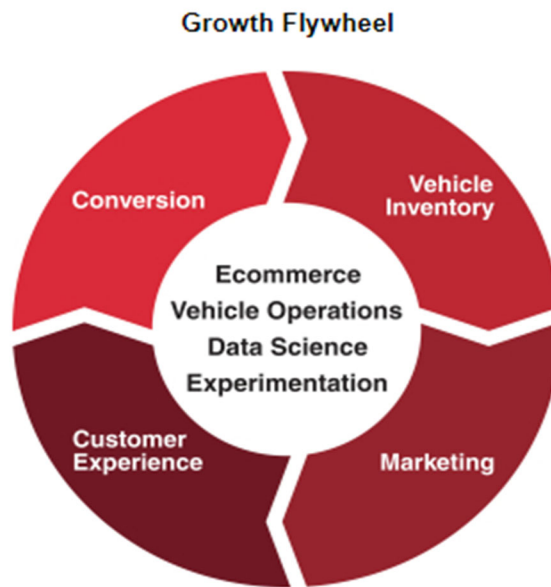 Growth Flywheel
Conversion
Vehicle
Inventory
Ecommerce
Vehicle Operations
Data Science
Experimentation
Customer
Experience
Marketing